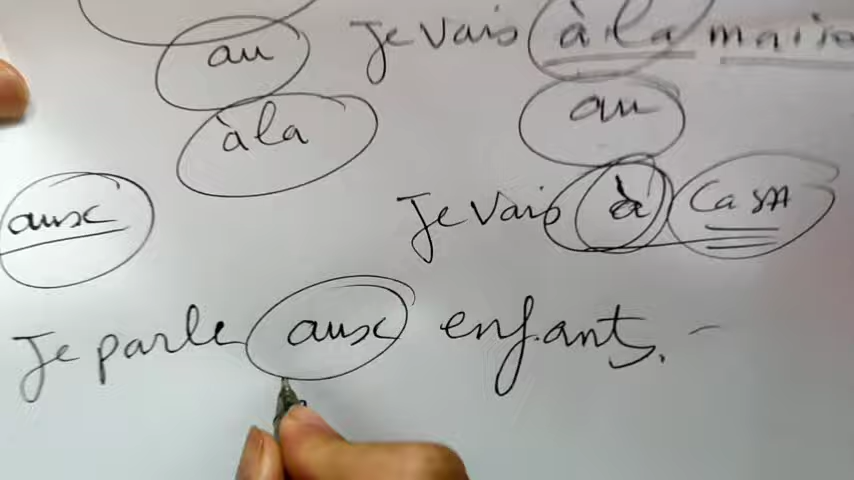 au Je vais à la maiso
à la au
aux Je vais à casa
Je parle aux enfants.